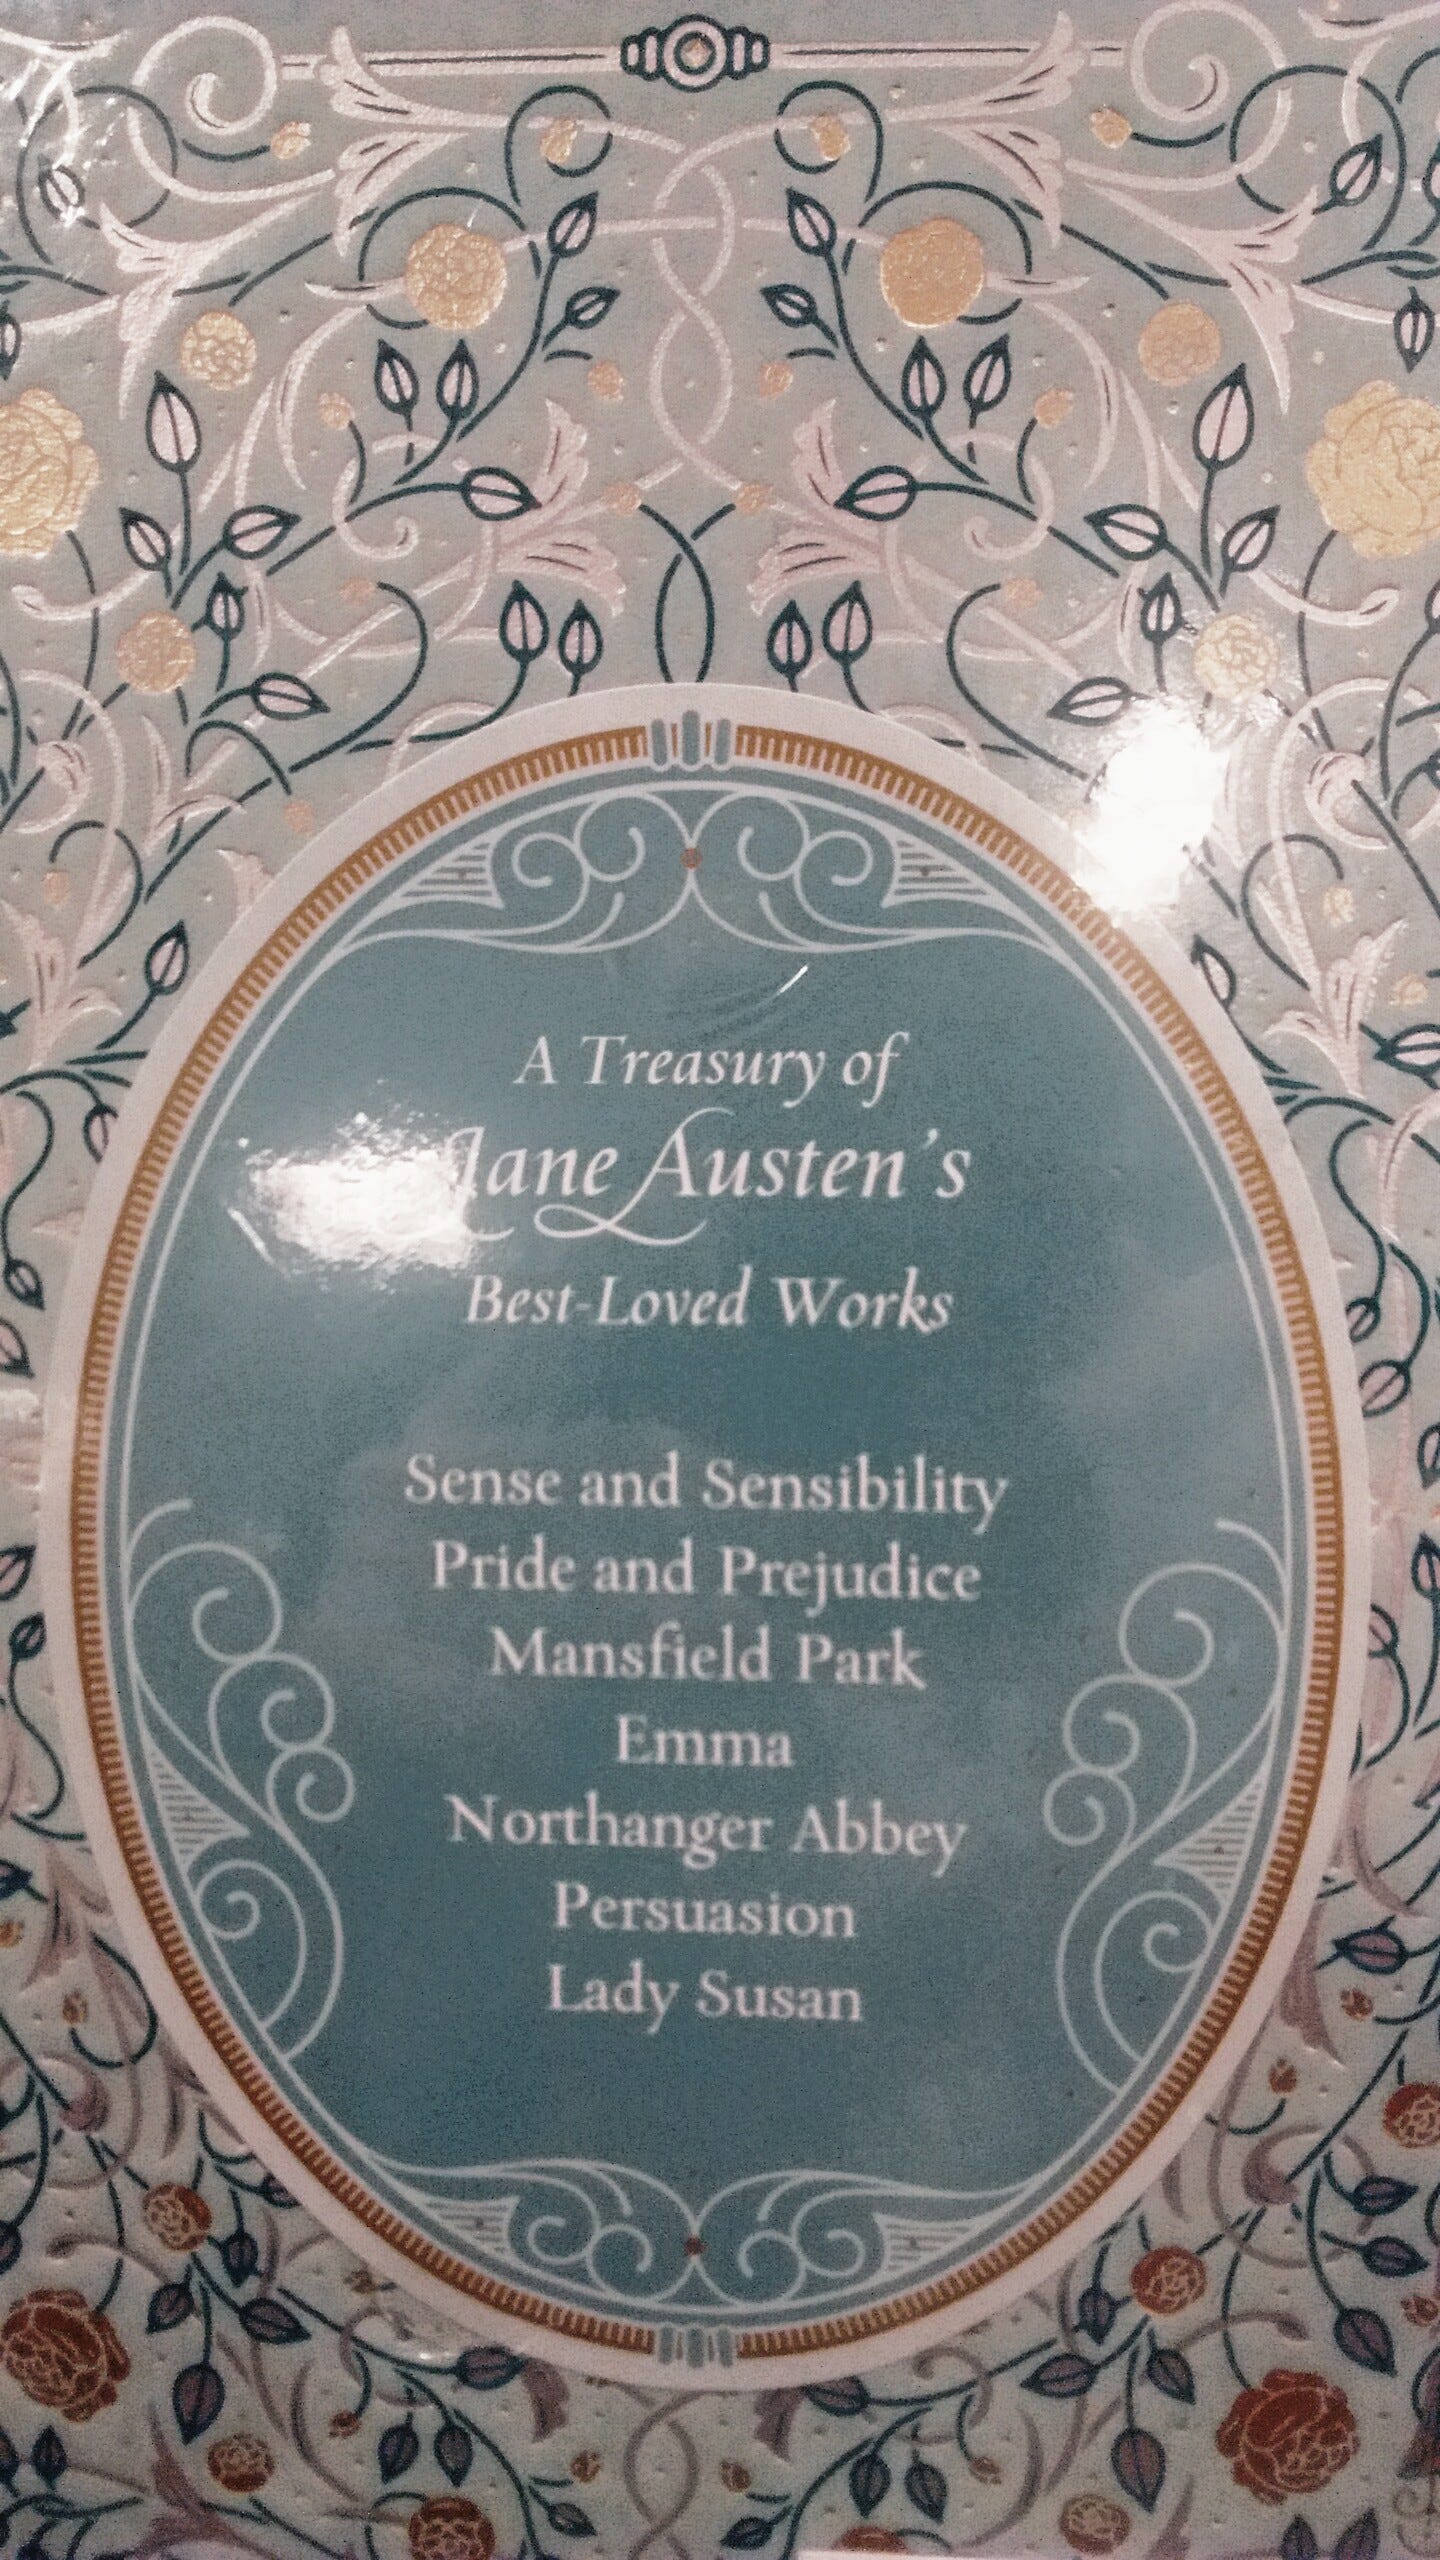 A Treasury of
Jane Austen's
Best-Loved Works
Sense and Sensibility
Pride and Prejudice
Mansfield Park
Emma
Northanger Abbey
Persuasion
Lady Susan